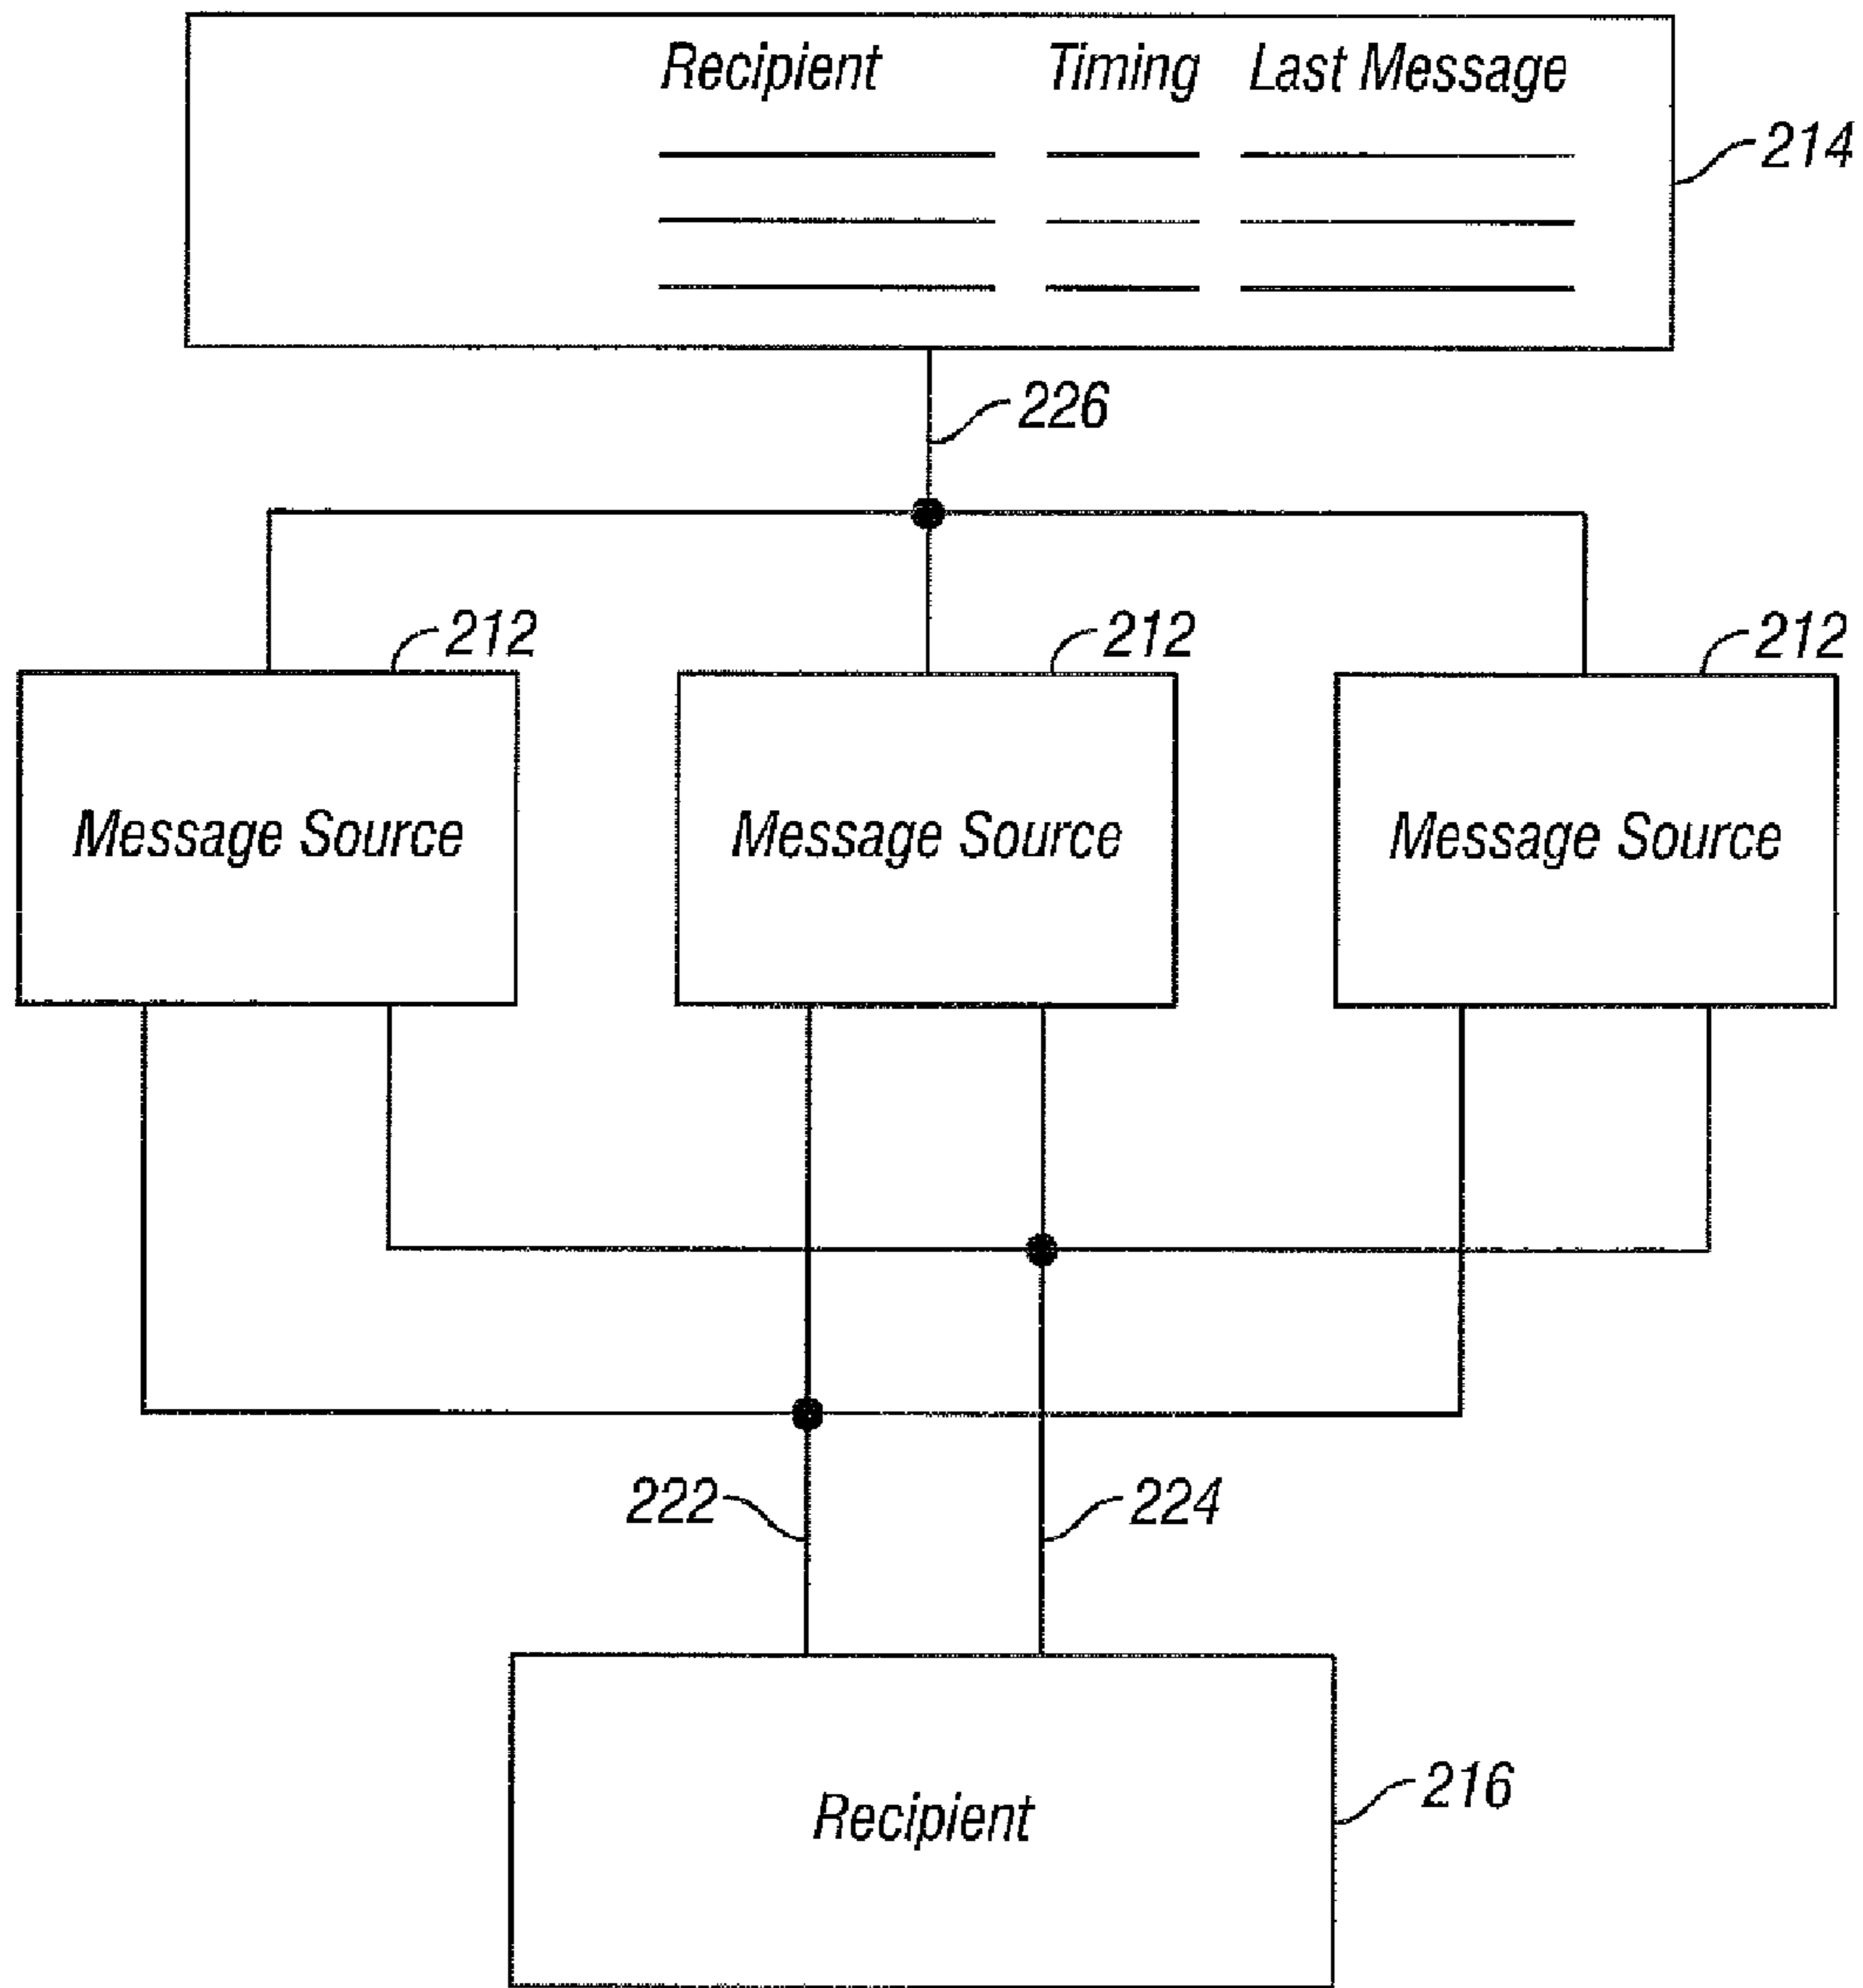 Recipient Timing Last Message
214
226
212 212 212
Message Source Message Source Message Source
222 224
216
Recipient